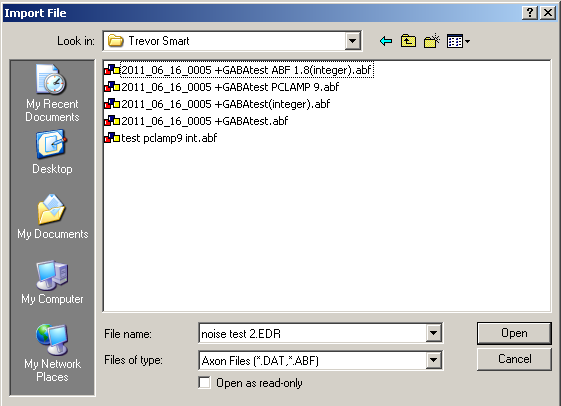 Import File
Look in: Trevor Smart
My Recent Documents
Desktop
My Documents
My Computer
My Network Places
2011_06_16_0005 +GABAtest ABF 1.8(integer).abf
2011_06_16_0005 +GABAtest PCLAMP 9.abf
2011_06_16_0005 +GABAtest(integer).abf
2011_06_16_0005 +GABAtest.abf
test pclamp9 int.abf
File name: noise test 2.EDR Open
Files of type: Axon Files (*.DAT,*.ABF) Cancel
Open as read-only